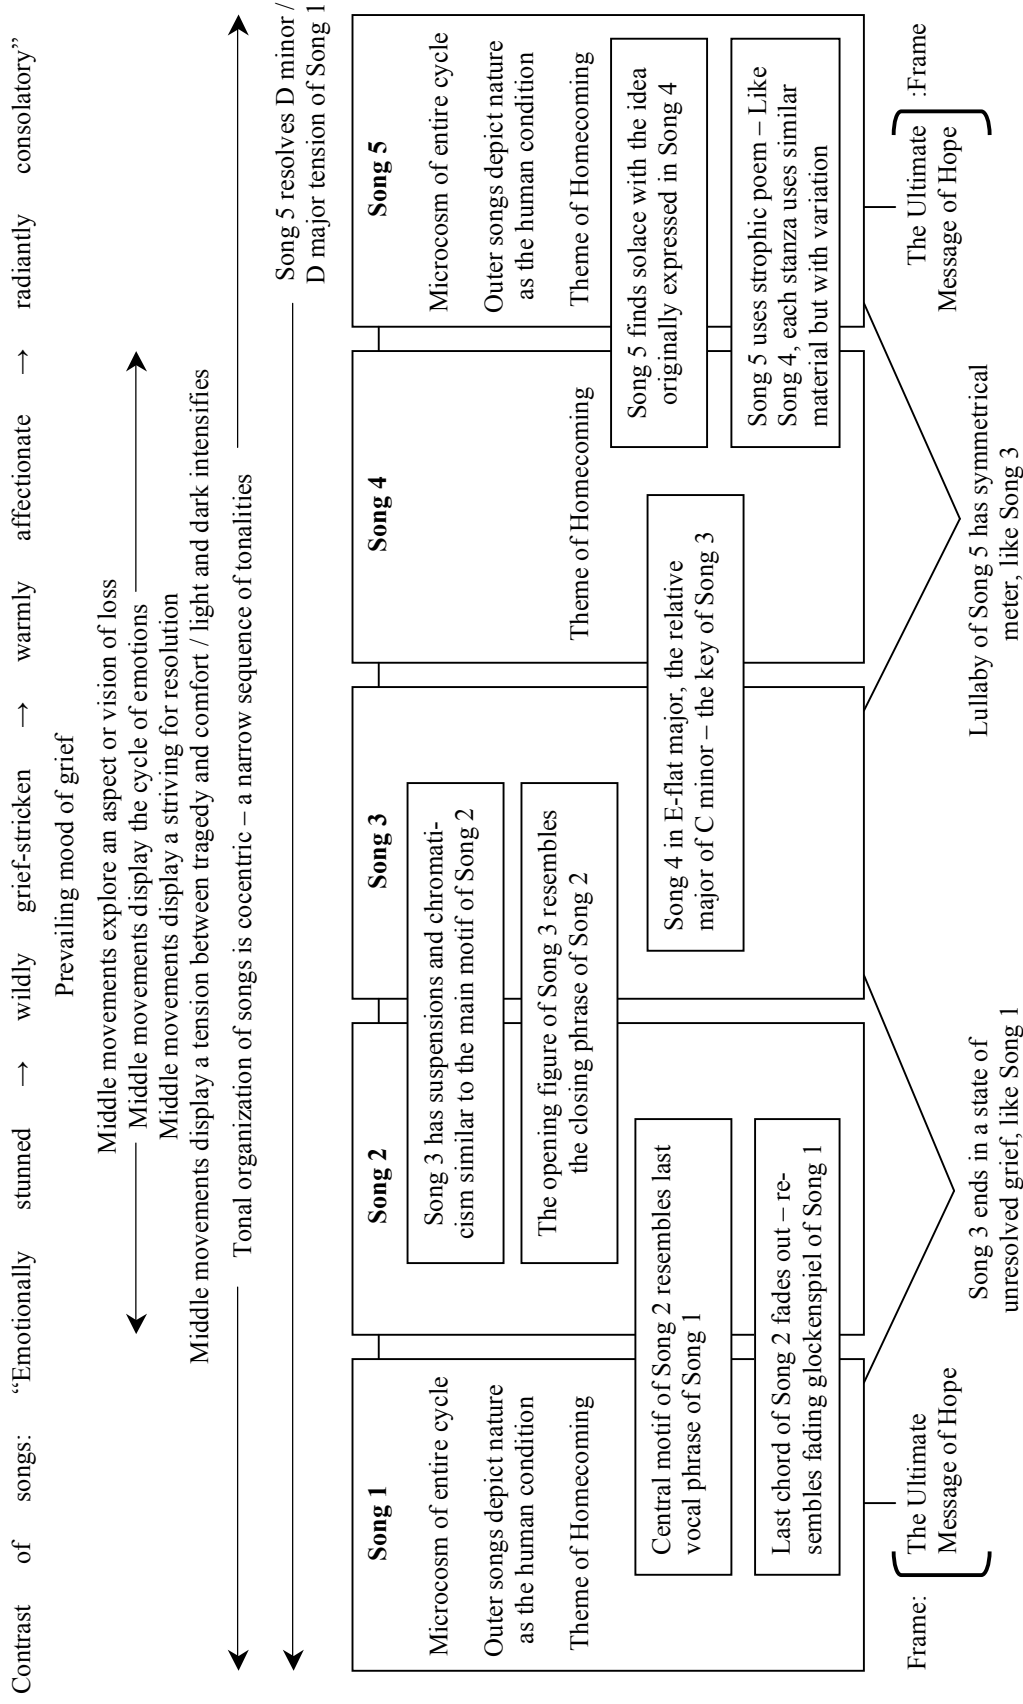 Contrast of songs: “Emotionally stunned → wildly grief-stricken → warmly affectionate → radiantly consolatory”
Prevailing mood of grief
Middle movements explore an aspect or vision of loss
Middle movements display the cycle of emotions
Middle movements display a striving for resolution
Middle movements display a tension between tragedy and comfort / light and dark intensifies
Tonal organization of songs is cocentric – a narrow sequence of tonalities
Song 5 resolves D minor /
D major tension of Song 1
Song 1
Microcosm of entire cycle
Outer songs depict nature
as the human condition
Theme of Homecoming
Song 2
Central motif of Song 2 resembles last
vocal phrase of Song 1
Last chord of Song 2 fades out – re-
sembles fading glockenspiel of Song 1
Song 3
Song 3 has suspensions and chromati-
cism similar to the main motif of Song 2
The opening figure of Song 3 resembles
the closing phrase of Song 2
Song 4
Theme of Homecoming
Song 4 in E-flat major, the relative
major of C minor – the key of Song 3
Song 5
Microcosm of entire cycle
Outer songs depict nature
as the human condition
Theme of Homecoming
Song 5 finds solace with the idea
originally expressed in Song 4
Song 5 uses strophic poem – Like
Song 4, each stanza uses similar
material but with variation
Frame:
The Ultimate
Message of Hope
Song 3 ends in a state of
unresolved grief, like Song 1
Lullaby of Song 5 has symmetrical
meter, like Song 3
The Ultimate
Message of Hope
:Frame